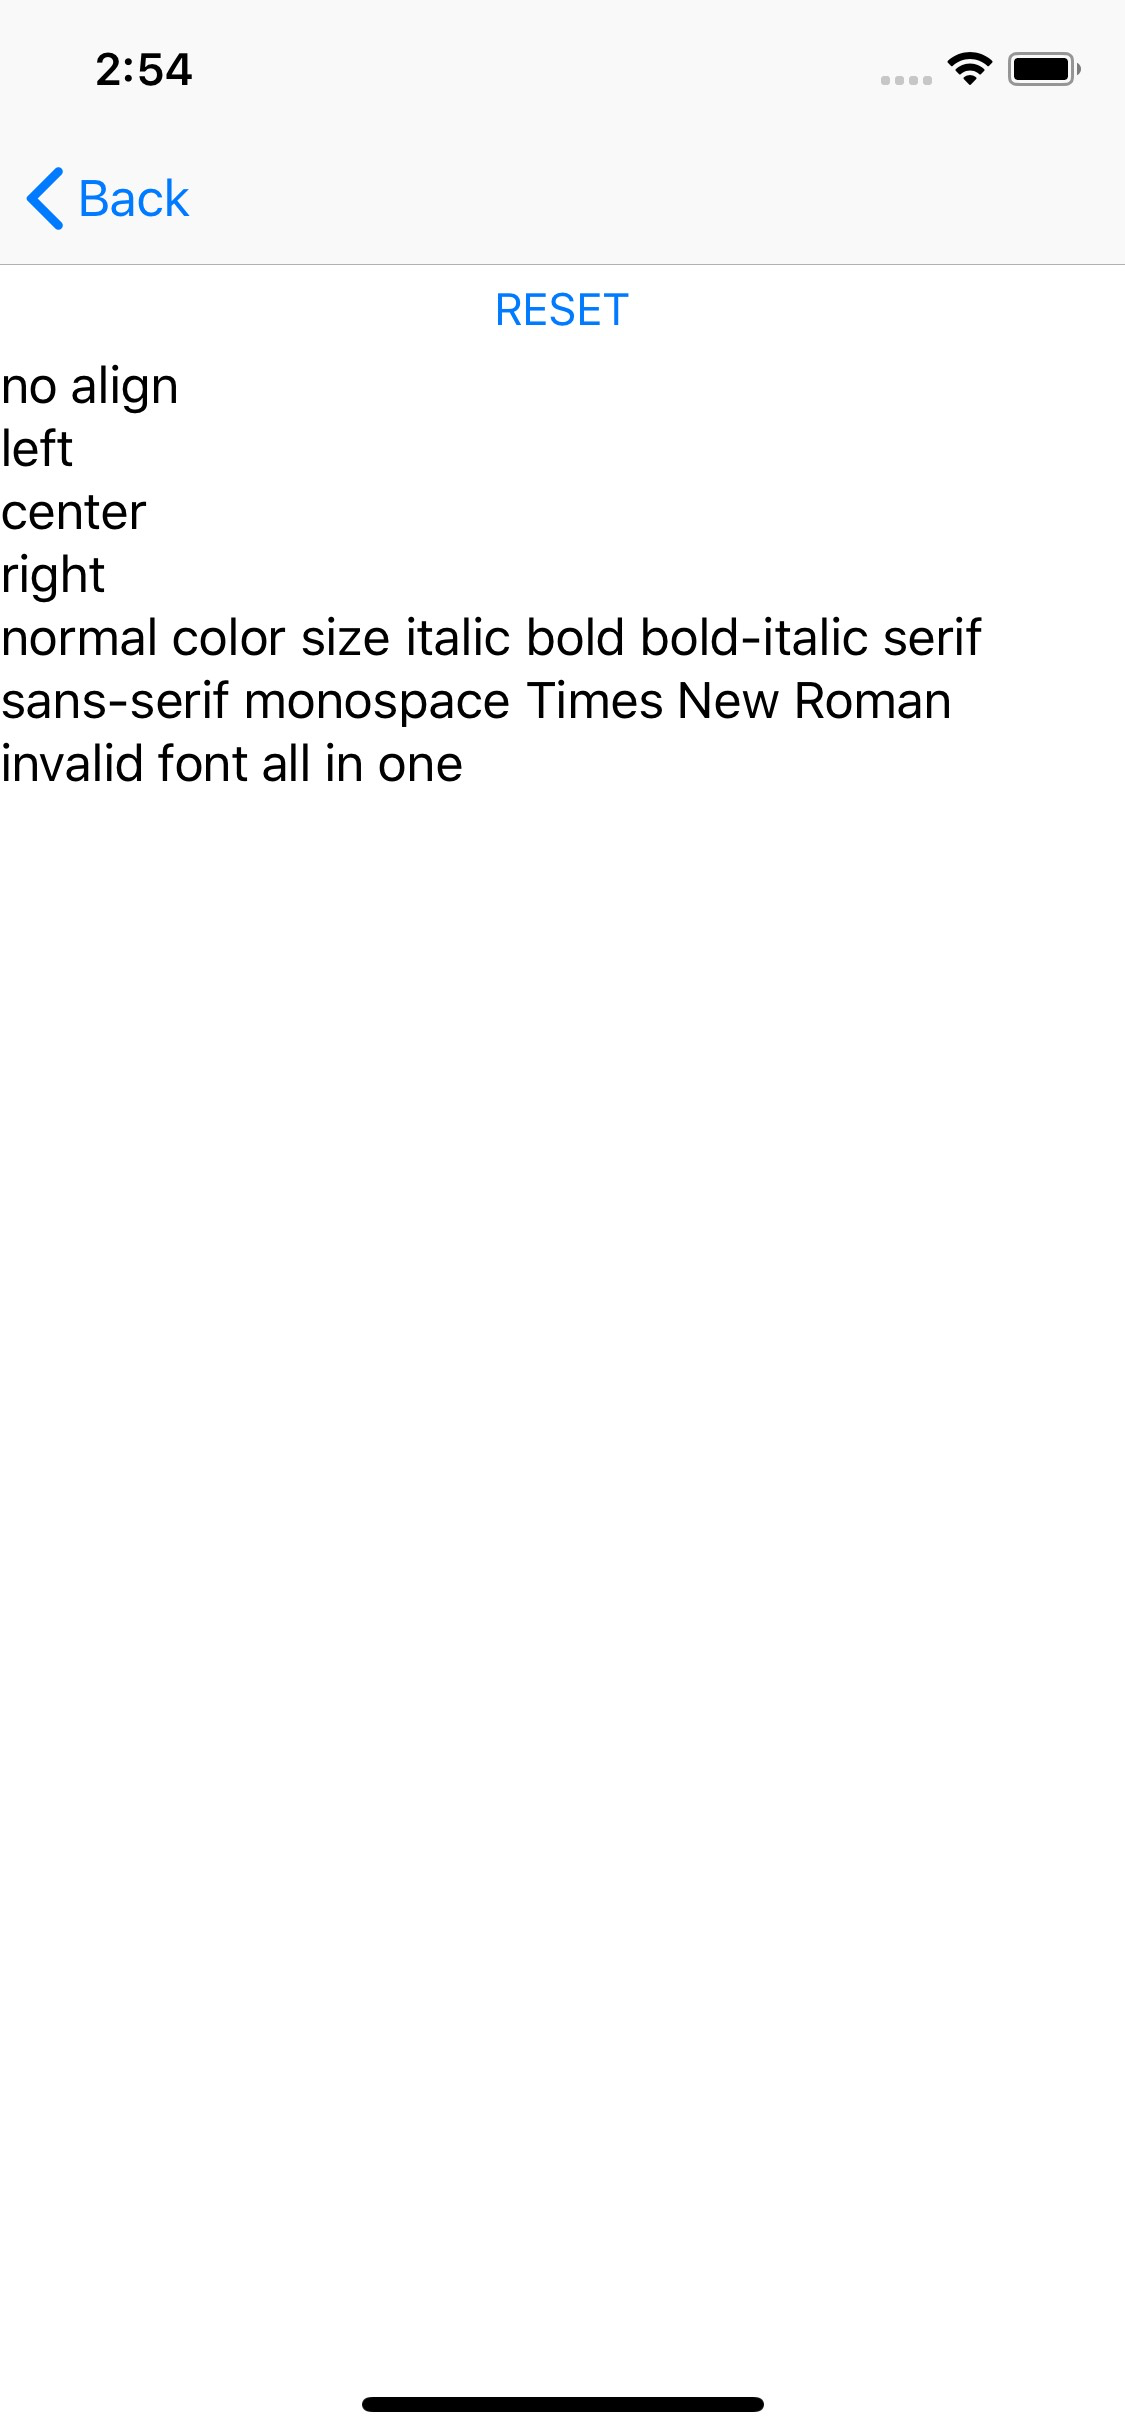 2:54
Back
RESET
no align
left
center
right
normal color size italic bold bold-italic serif
sans-serif monospace Times New Roman
invalid font all in one